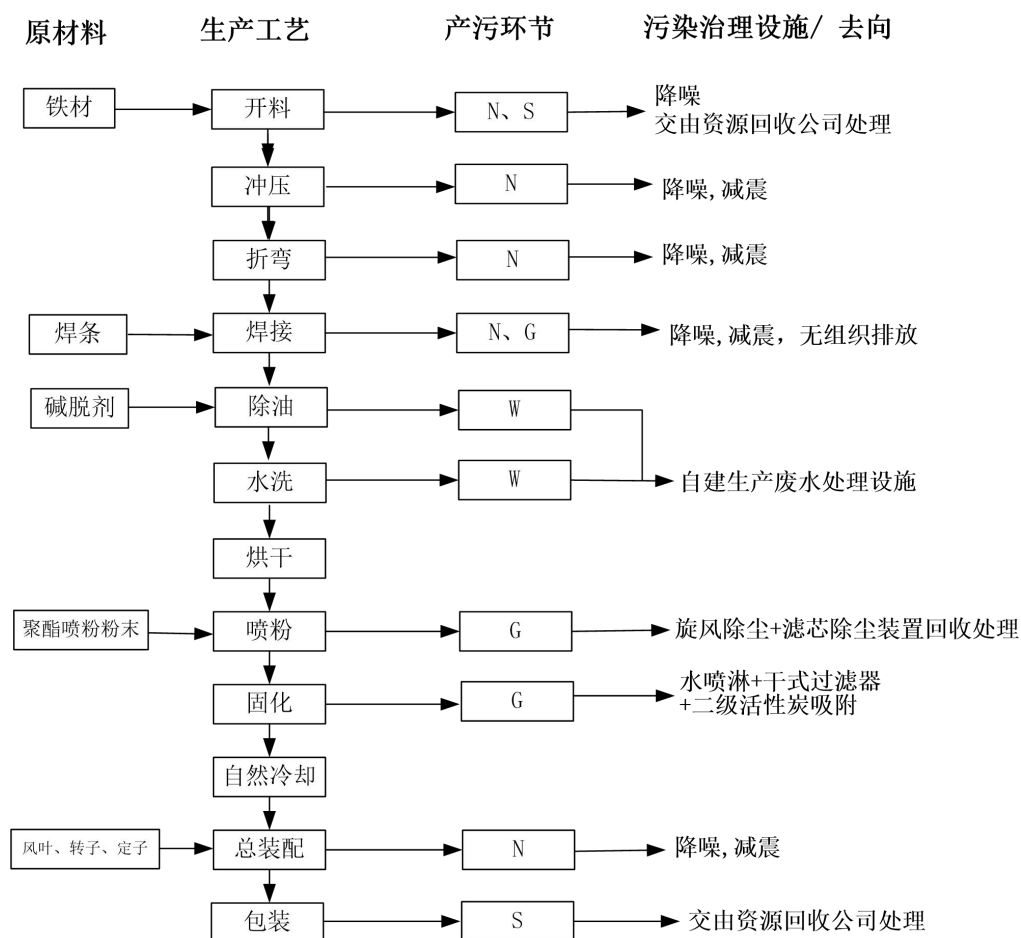 原材料 生产工艺 产污环节 污染治理设施/ 去向
铁材 开料 N、S 降噪
交由资源回收公司处理
冲压 N 降噪,减震
折弯 N 降噪,减震
焊条 焊接 N、G 降噪,减震，无组织排放
碱脱剂 除油 W
水洗 W 自建生产废水处理设施
烘干
聚酯喷粉粉末 喷粉 G 旋风除尘+滤芯除尘装置回收处理
固化 G 水喷淋+干式过滤器
+二级活性炭吸附
自然冷却
风叶、转子、定子 总装配 N 降噪,减震
包装 S 交由资源回收公司处理